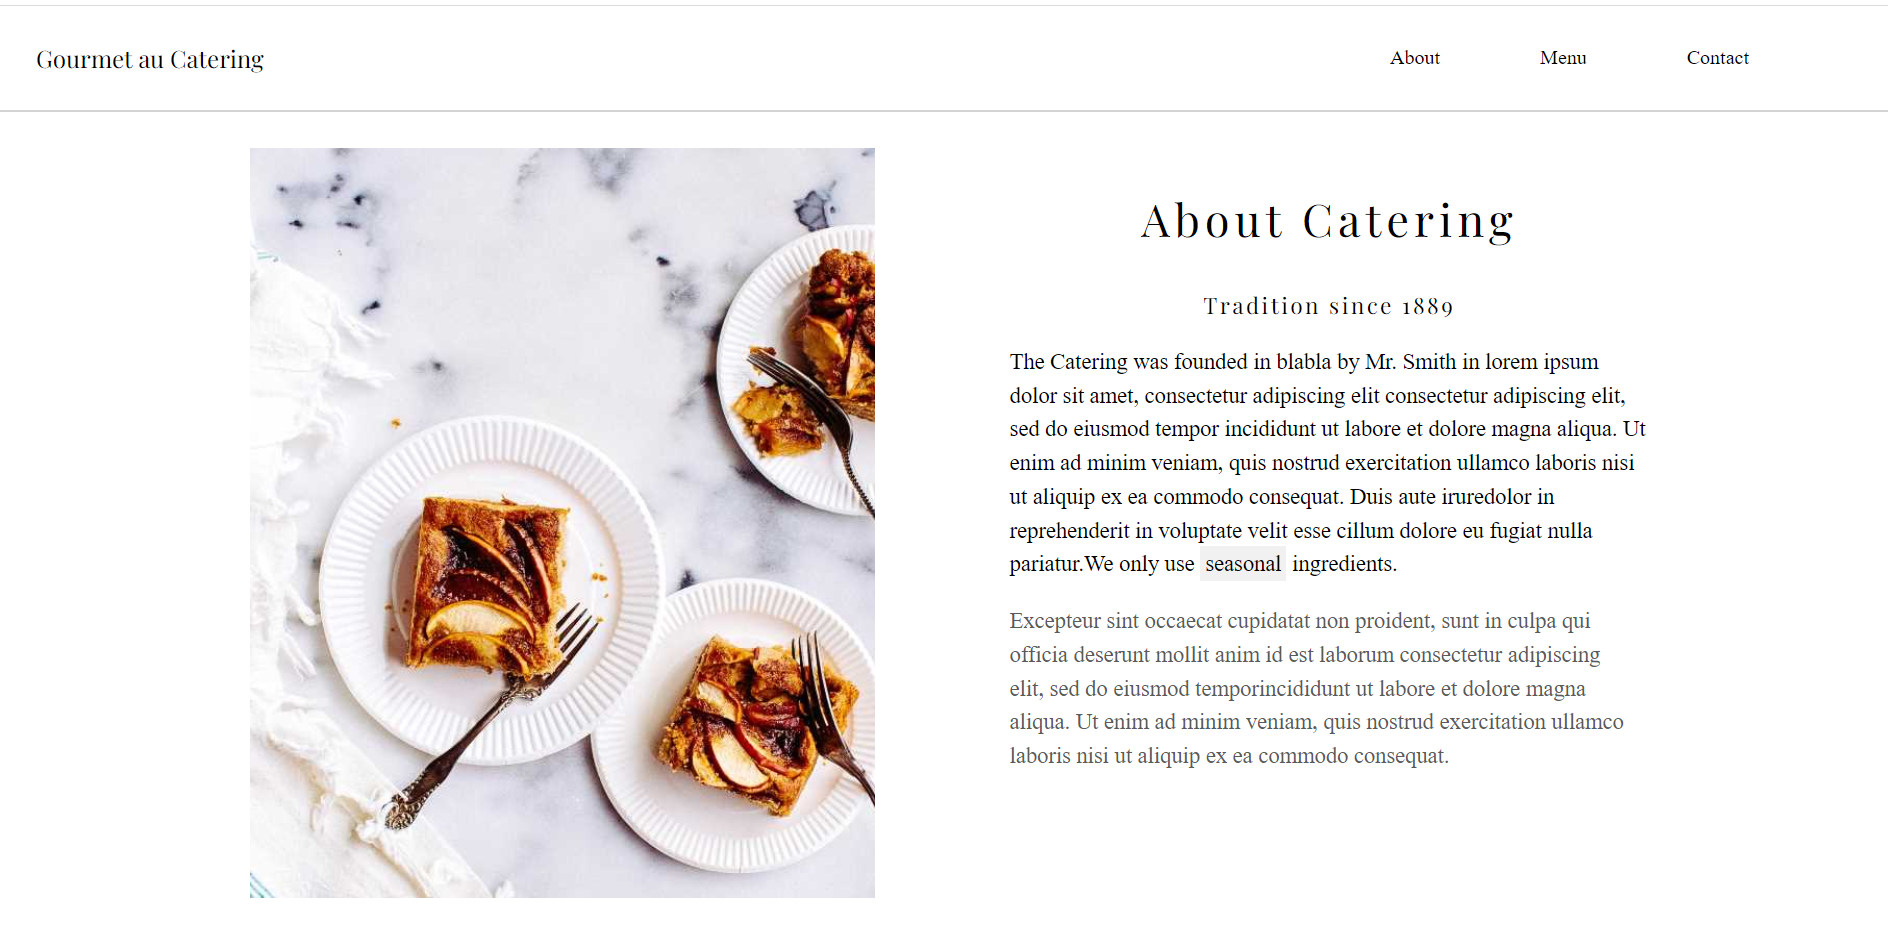 Gourmet au Catering
About Menu Contact
About Catering
Tradition since 1889
The Catering was founded in blabla by Mr. Smith in lorem ipsum
dolor sit amet, consectetur adipiscing elit consectetur adipiscing elit,
sed do eiusmod tempor incididunt ut labore et dolore magna aliqua. Ut
enim ad minim veniam, quis nostrud exercitation ullamco laboris nisi
ut aliquip ex ea commodo consequat. Duis aute iruredolor in
reprehenderit in voluptate velit esse cillum dolore eu fugiat nulla
pariatur.We only use seasonal ingredients.
Excepteur sint occaecat cupidatat non proident, sunt in culpa qui
officia deserunt mollit anim id est laborum consectetur adipiscing
elit, sed do eiusmod temporincididunt ut labore et dolore magna
aliqua. Ut enim ad minim veniam, quis nostrud exercitation ullamco
laboris nisi ut aliquip ex ea commodo consequat.